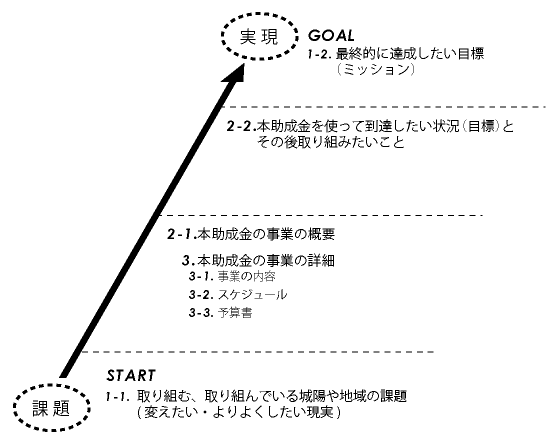 実現
GOAL
1-2. 最終的に達成したい目標
（ミッション）
2-2.本助成金を使って到達したい状況（目標）と
その後取り組みたいこと
2-1.本助成金の事業の概要
3.本助成金の事業の詳細
3-1. 事業の内容
3-2. スケジュール
3-3. 予算書
START
1-1. 取り組む、取り組んでいる城陽や地域の課題
(変えたい・よりよくしたい現実)
課題